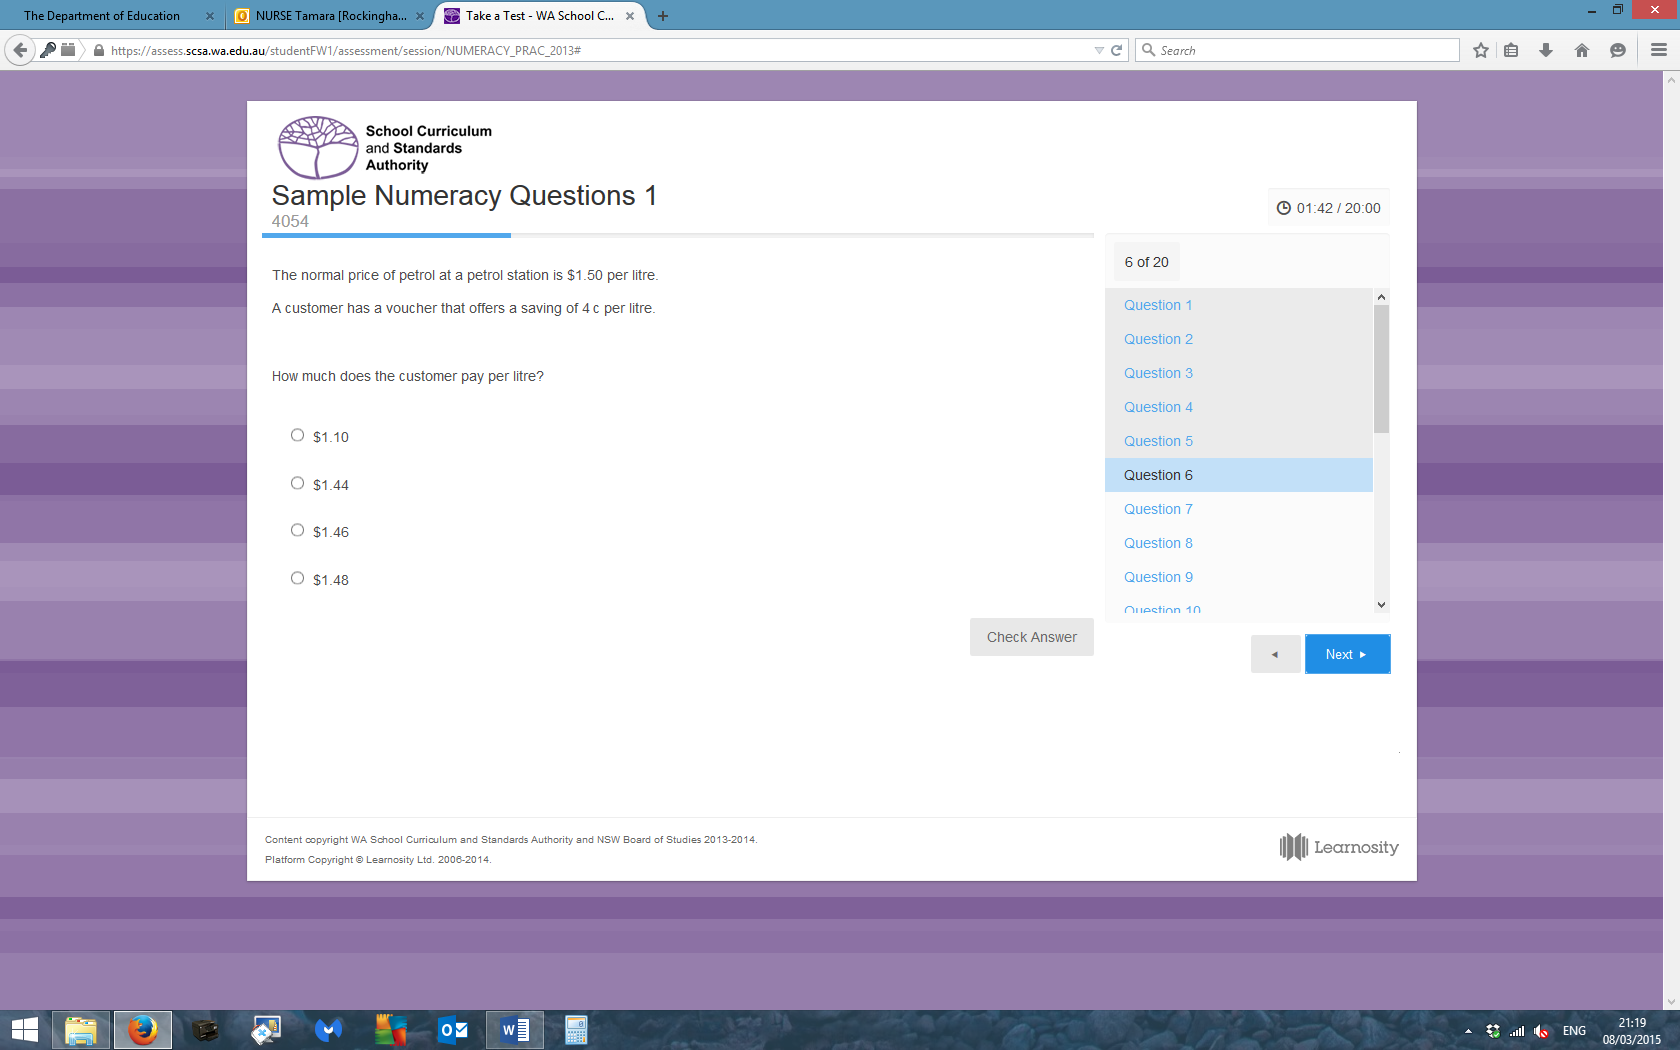 The Department of Education
NURSE Tamara [Rockingha...
Take a Test - WA School C...
https://assess.scsa.wa.edu.au/studentFW1/assessment/session/NUMERACY_PRAC_2013#
Search
School Curriculum
and Standards
Authority
Sample Numeracy Questions 1
4054
01:42 / 20:00
The normal price of petrol at a petrol station is $1.50 per litre.
A customer has a voucher that offers a saving of 4 c per litre.
How much does the customer pay per litre?
$1.10
$1.44
$1.46
$1.48
Check Answer
6 of 20
Question 1
Question 2
Question 3
Question 4
Question 5
Question 6
Question 7
Question 8
Question 9
Question 10
Next
Content copyright WA School Curriculum and Standards Authority and NSW Board of Studies 2013-2014.
Platform Copyright © Learnosity Ltd. 2006-2014.
Learnosity
ENG
21:19
08/03/2015